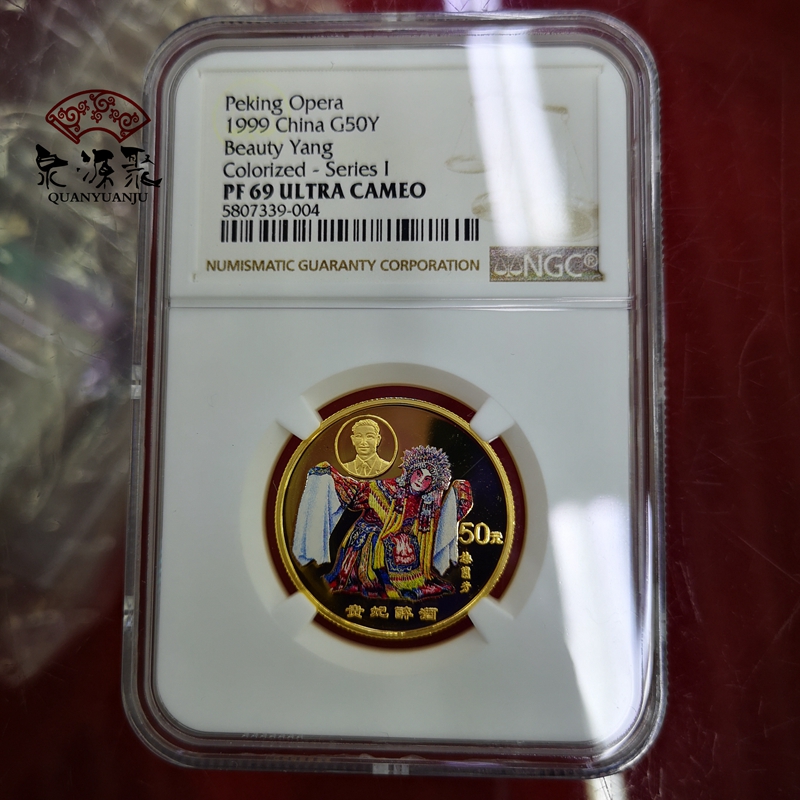 泉源聚
QUANYUANJU
Peking Opera
1999 China G50Y
Beauty Yang
Colorized - Series I
PF 69 ULTRA CAMEO
5807339-004
NUMISMATIC GUARANTY CORPORATION
NGC®
50元
梅蘭芳
貴妃醉酒